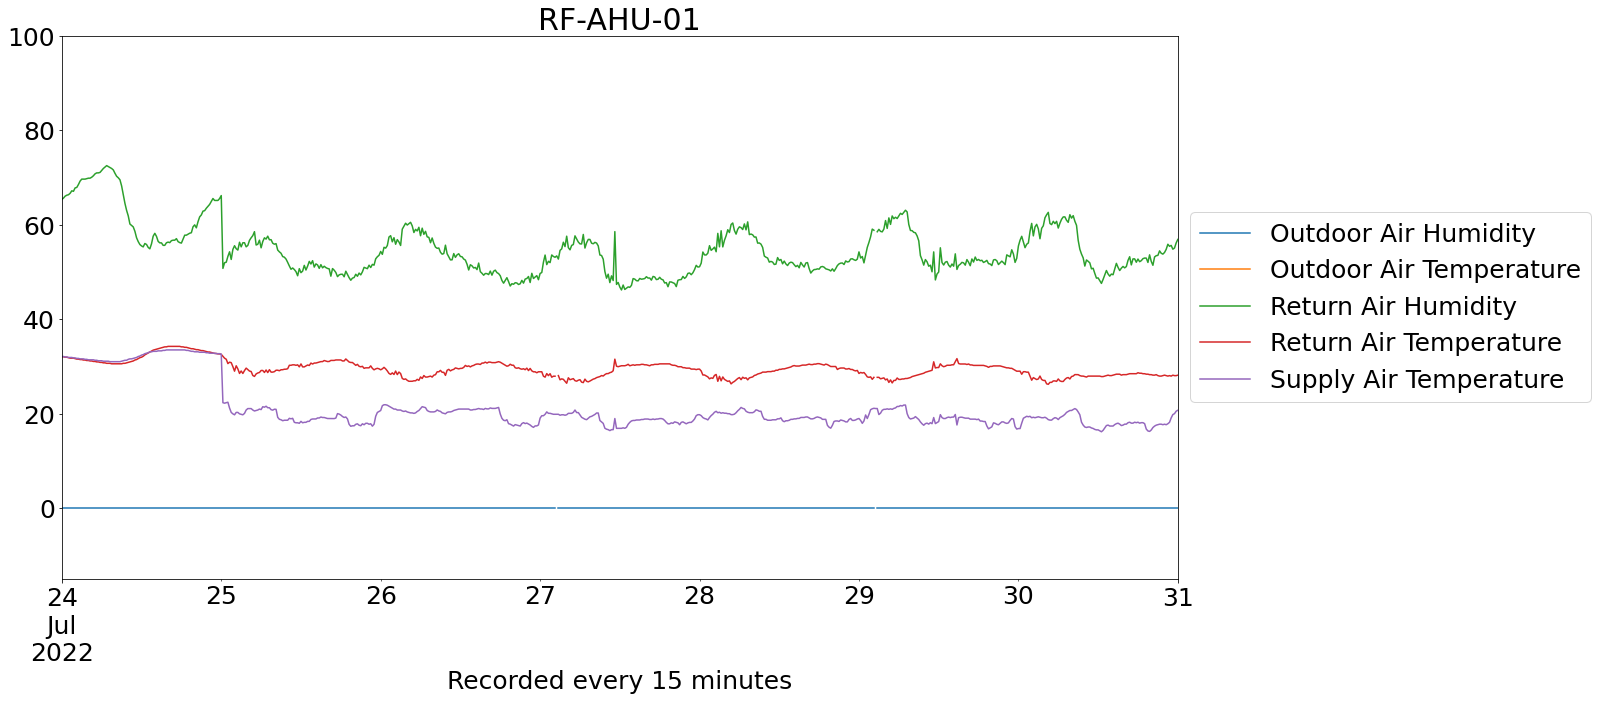 RF-AHU-01
100
80
60
40
20
0
24 25 26 27 28 29 30 31
Jul
2022
Recorded every 15 minutes
Outdoor Air Humidity
Outdoor Air Temperature
Return Air Humidity
Return Air Temperature
Supply Air Temperature